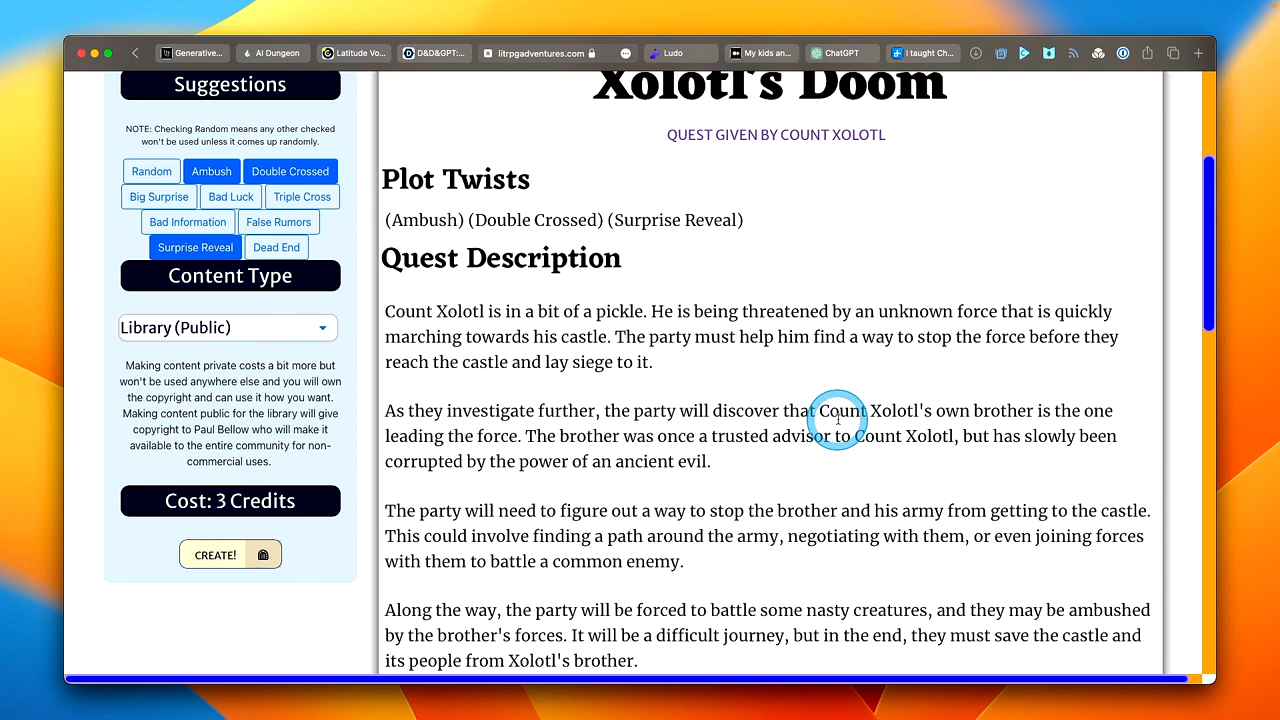 Generative...
AI Dungeon
Latitude Vo...
D&D&GPT:...
litrpgadventures.com
Ludo
My kids an...
ChatGPT
I taught Ch...
Suggestions
NOTE: Checking Random means any other checked
won't be used unless it comes up randomly.
Random Ambush Double Crossed
Big Surprise Bad Luck Triple Cross
Bad Information False Rumors
Surprise Reveal Dead End
Content Type
Library (Public)
Making content private costs a bit more but
won't be used anywhere else and you will own
the copyright and can use it how you want.
Making content public for the library will give
copyright to Paul Bellow who will make it
available to the entire community for non-
commercial uses.
Cost: 3 Credits
CREATE!
Xolotl's Doom
QUEST GIVEN BY COUNT XOLOTL
Plot Twists
(Ambush) (Double Crossed) (Surprise Reveal)
Quest Description
Count Xolotl is in a bit of a pickle. He is being threatened by an unknown force that is quickly
marching towards his castle. The party must help him find a way to stop the force before they
reach the castle and lay siege to it.
As they investigate further, the party will discover that Count Xolotl's own brother is the one
leading the force. The brother was once a trusted advisor to Count Xolotl, but has slowly been
corrupted by the power of an ancient evil.
The party will need to figure out a way to stop the brother and his army from getting to the castle.
This could involve finding a path around the army, negotiating with them, or even joining forces
with them to battle a common enemy.
Along the way, the party will be forced to battle some nasty creatures, and they may be ambushed
by the brother's forces. It will be a difficult journey, but in the end, they must save the castle and
its people from Xolotl's brother.